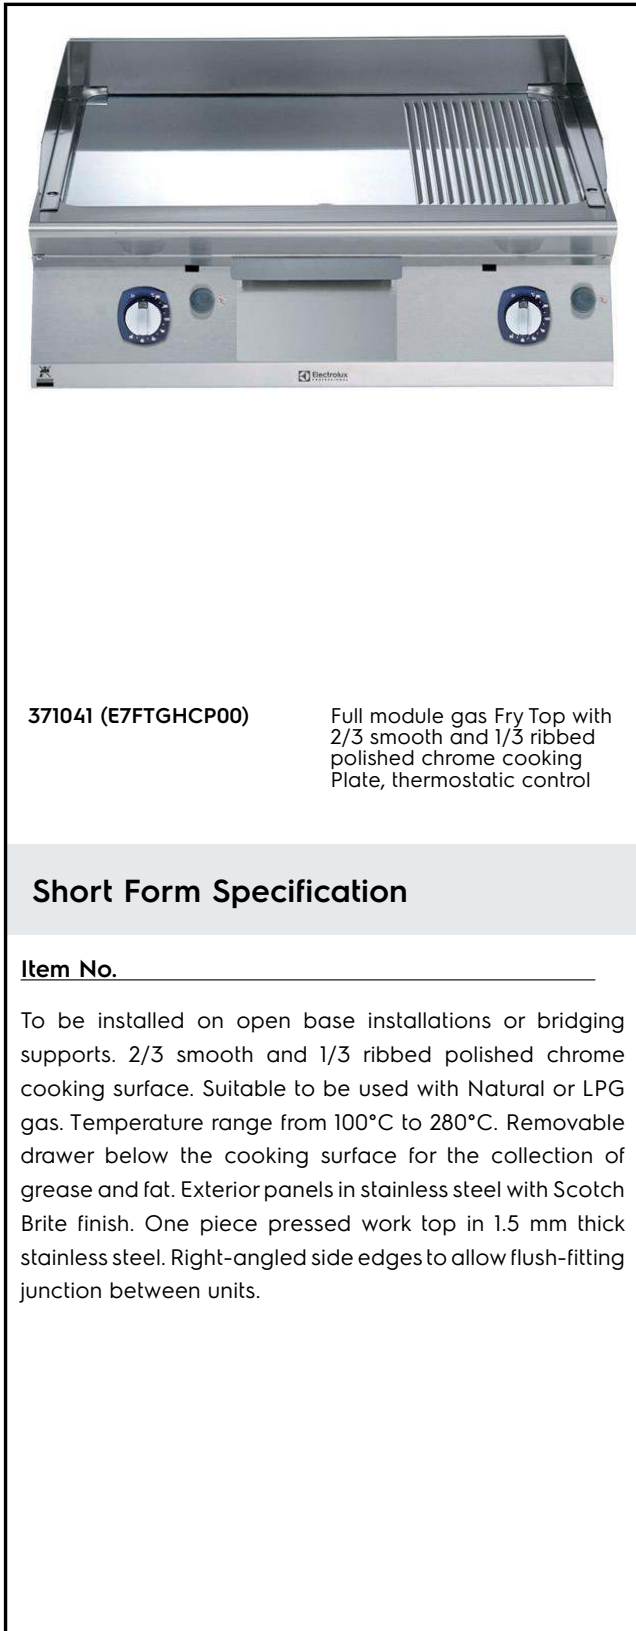 Electrolux
PROFESSIONAL
371041 (E7FTGHCP00)
Full module gas Fry Top with
2/3 smooth and 1/3 ribbed
polished chrome cooking
Plate, thermostatic control
Short Form Specification
Item No.
To be installed on open base installations or bridging
supports. 2/3 smooth and 1/3 ribbed polished chrome
cooking surface. Suitable to be used with Natural or LPG
gas. Temperature range from 100°C to 280°C. Removable
drawer below the cooking surface for the collection of
grease and fat. Exterior panels in stainless steel with Scotch
Brite finish. One piece pressed work top in 1.5 mm thick
stainless steel. Right-angled side edges to allow flush-fitting
junction between units.